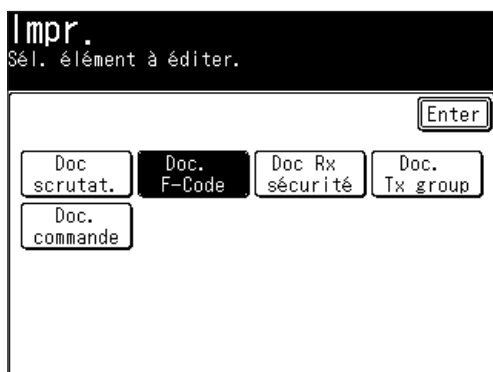 Impr.
Sél. élément à éditer.
Enter
Doc scrutat.
Doc. F-Code
Doc Rx sécurité
Doc. Tx group
Doc. commande